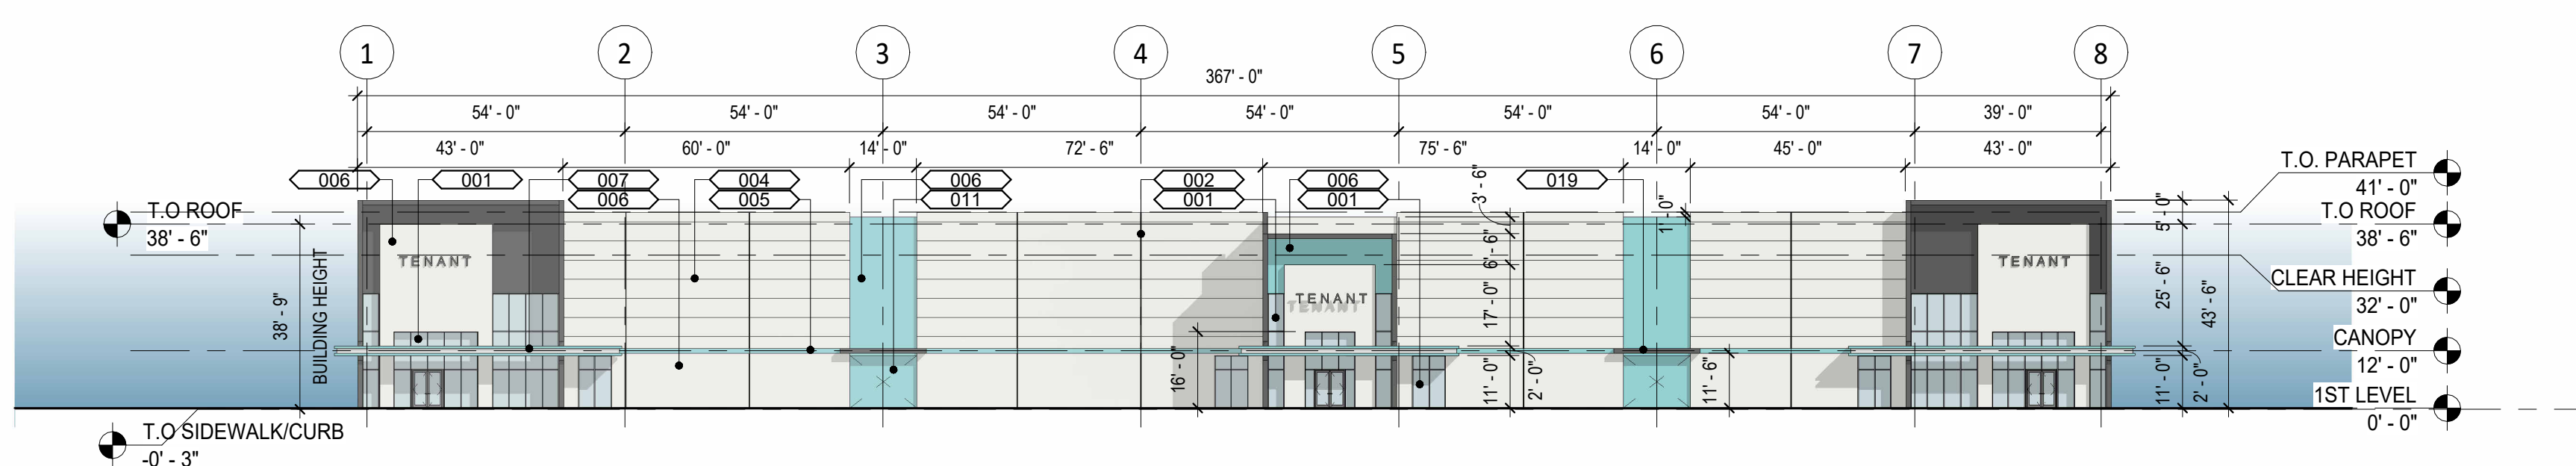 1 2 3 4 5 6 7 8
367' - 0"
54' - 0" 54' - 0" 54' - 0" 54' - 0" 54' - 0" 54' - 0" 39' - 0"
43' - 0" 60' - 0" 14' - 0" 72' - 6" 75' - 6" 14' - 0" 45' - 0" 43' - 0"
006 001 007 004 006 002 006 019
006 005 011 001 001
T.O ROOF
38' - 6"
38' - 9"
BUILDING HEIGHT
T.O SIDEWALK/CURB
-0' - 3"
TENANT
TENANT
TENANT
16' - 0"
3' - 6"
6' - 6"
17' - 0"
11' - 0"
2' - 0"
1' - 0"
11' - 6"
5' - 0"
25' - 6"
43' - 6"
11' - 0"
2' - 0"
T.O. PARAPET
41' - 0"
T.O ROOF
38' - 6"
CLEAR HEIGHT
32' - 0"
CANOPY
12' - 0"
1ST LEVEL
0' - 0"